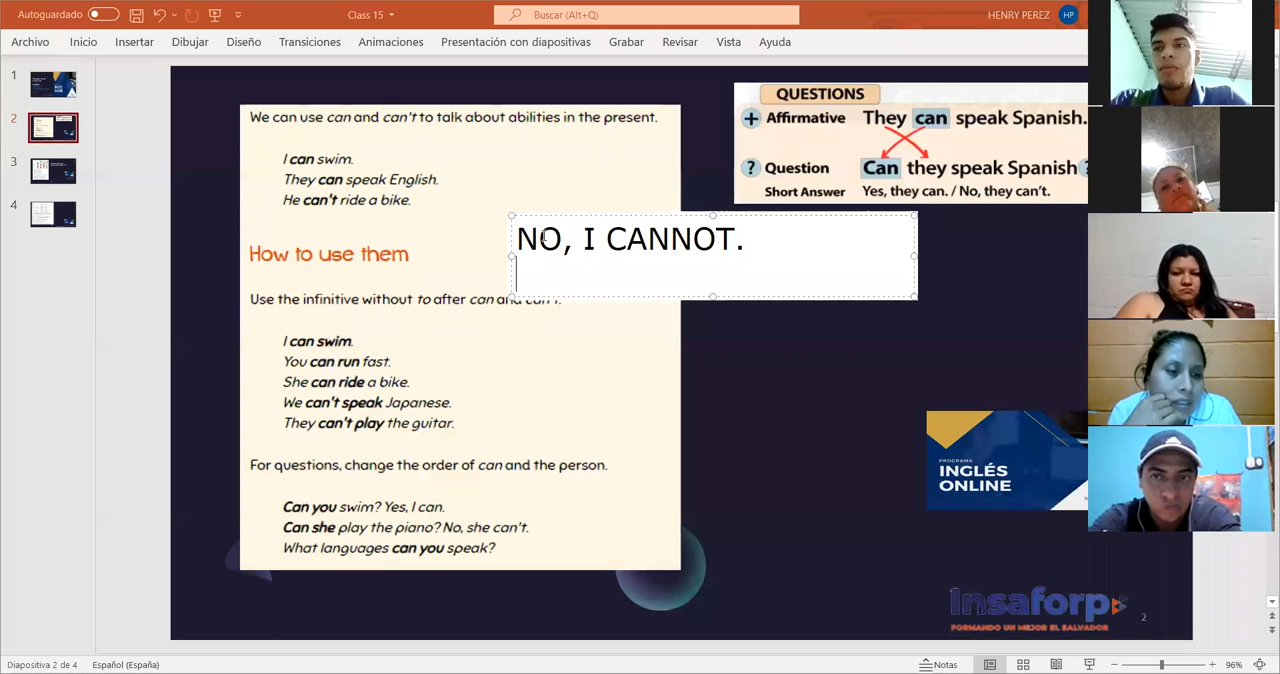 Autoguardado
Class 15
Buscar (Alt+Q)
HENRY PEREZ
HP
Archivo
Inicio
Insertar
Dibujar
Diseño
Transiciones
Animaciones
Presentación con diapositivas
Grabar
Revisar
Vista
Ayuda
1
2
3
4
We can use can and can't to talk about abilities in the present.
I can swim.
They can speak English.
He can't ride a bike.
How to use them
Use the infinitive without to after can and can't.
I can swim.
You can run fast.
She can ride a bike.
We can't speak Japanese.
They can't play the guitar.
For questions, change the order of can and the person.
Can you swim? Yes, I can.
Can she play the piano? No, she can't.
What languages can you speak?
QUESTIONS
+ Affirmative They can speak Spanish.
? Question Can they speak Spanish?
Short Answer Yes, they can. / No, they can't.
NO, I CANNOT.
PROGRAMA
INGLÉS
ONLINE
Insaforp
FORMANDO UN MEJOR EL SALVADOR
2
Diapositiva 2 de 4
Español (España)
Notas
96%